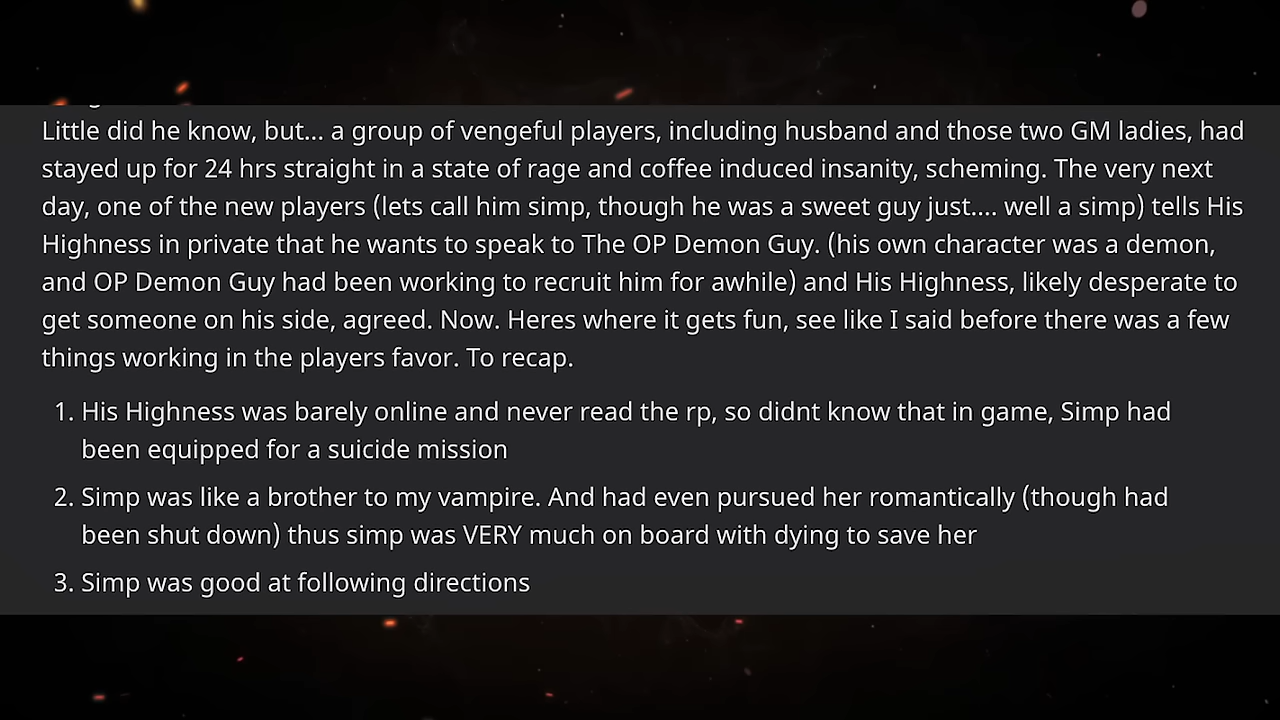 Little did he know, but... a group of vengeful players, including husband and those two GM ladies, had
stayed up for 24 hrs straight in a state of rage and coffee induced insanity, scheming. The very next
day, one of the new players (lets call him simp, though he was a sweet guy just.... well a simp) tells His
Highness in private that he wants to speak to The OP Demon Guy. (his own character was a demon,
and OP Demon Guy had been working to recruit him for awhile) and His Highness, likely desperate to
get someone on his side, agreed. Now. Heres where it gets fun, see like I said before there was a few
things working in the players favor. To recap.
1. His Highness was barely online and never read the rp, so didnt know that in game, Simp had
been equipped for a suicide mission
2. Simp was like a brother to my vampire. And had even pursued her romantically (though had
been shut down) thus simp was VERY much on board with dying to save her
3. Simp was good at following directions